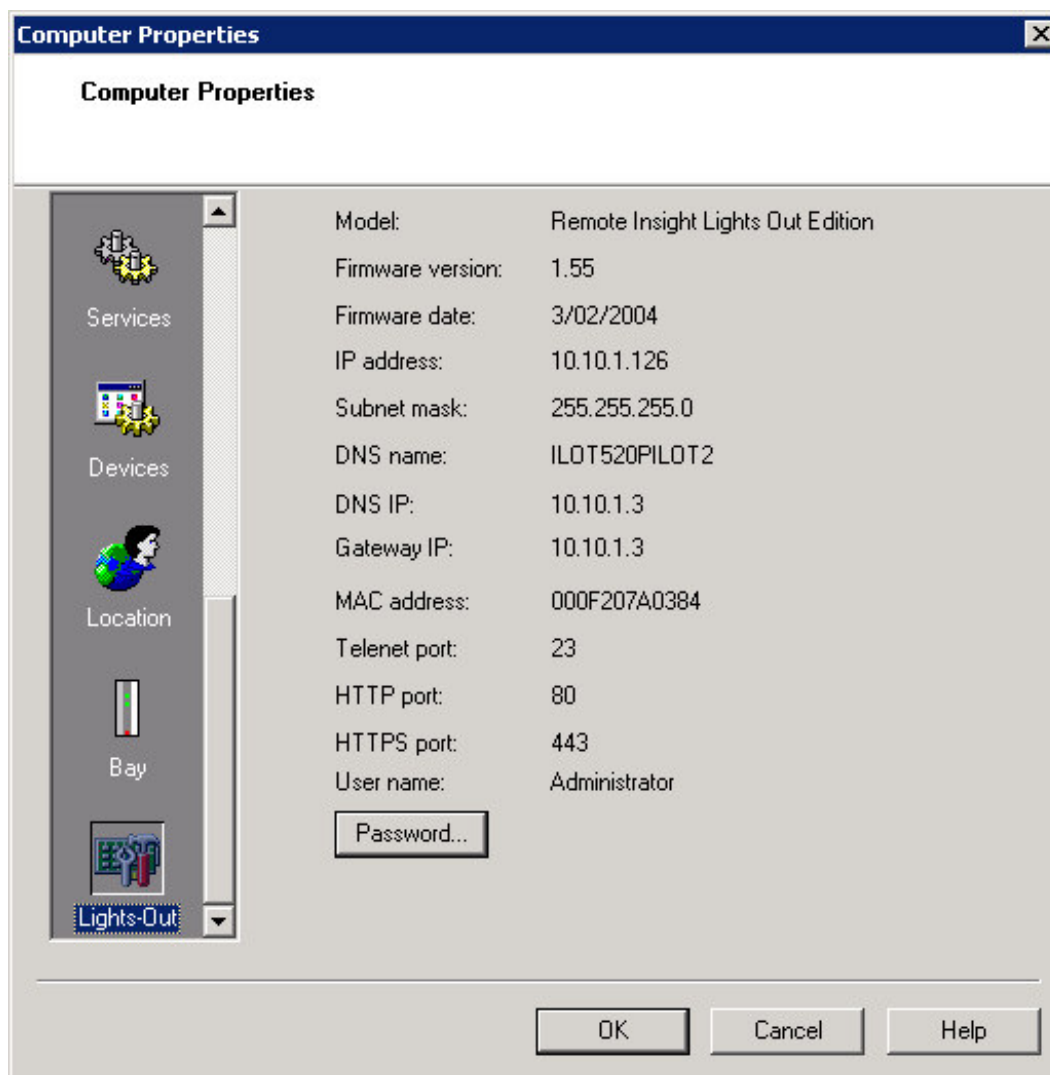 Computer Properties
Computer Properties
Services
Devices
Location
Bay
Lights-Out
Model: Remote Insight Lights Out Edition
Firmware version: 1.55
Firmware date: 3/02/2004
IP address: 10.10.1.126
Subnet mask: 255.255.255.0
DNS name: ILOT520PILOT2
DNS IP: 10.10.1.3
Gateway IP: 10.10.1.3
MAC address: 000F207A0384
Telenet port: 23
HTTP port: 80
HTTPS port: 443
User name: Administrator
Password...
OK Cancel Help